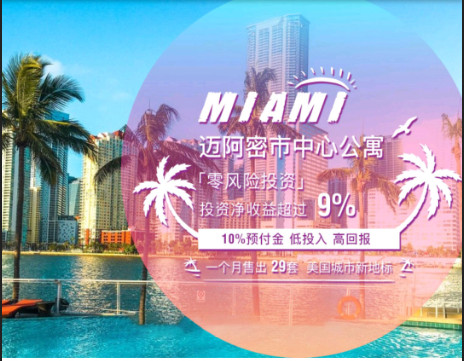 MIAMI
迈阿密市中心公寓
「零风险投资」
投资净收益超过 9%
10%预付金 低投入 高回报
一个月售出 29套 美国城市新地标